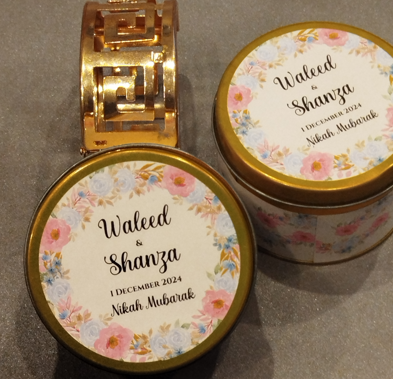 Waleed
&
Shanza
1 December 2024
Nikah Mubarak
Waleed
&
Shanza
1 December 2024
Nikah Mubarak